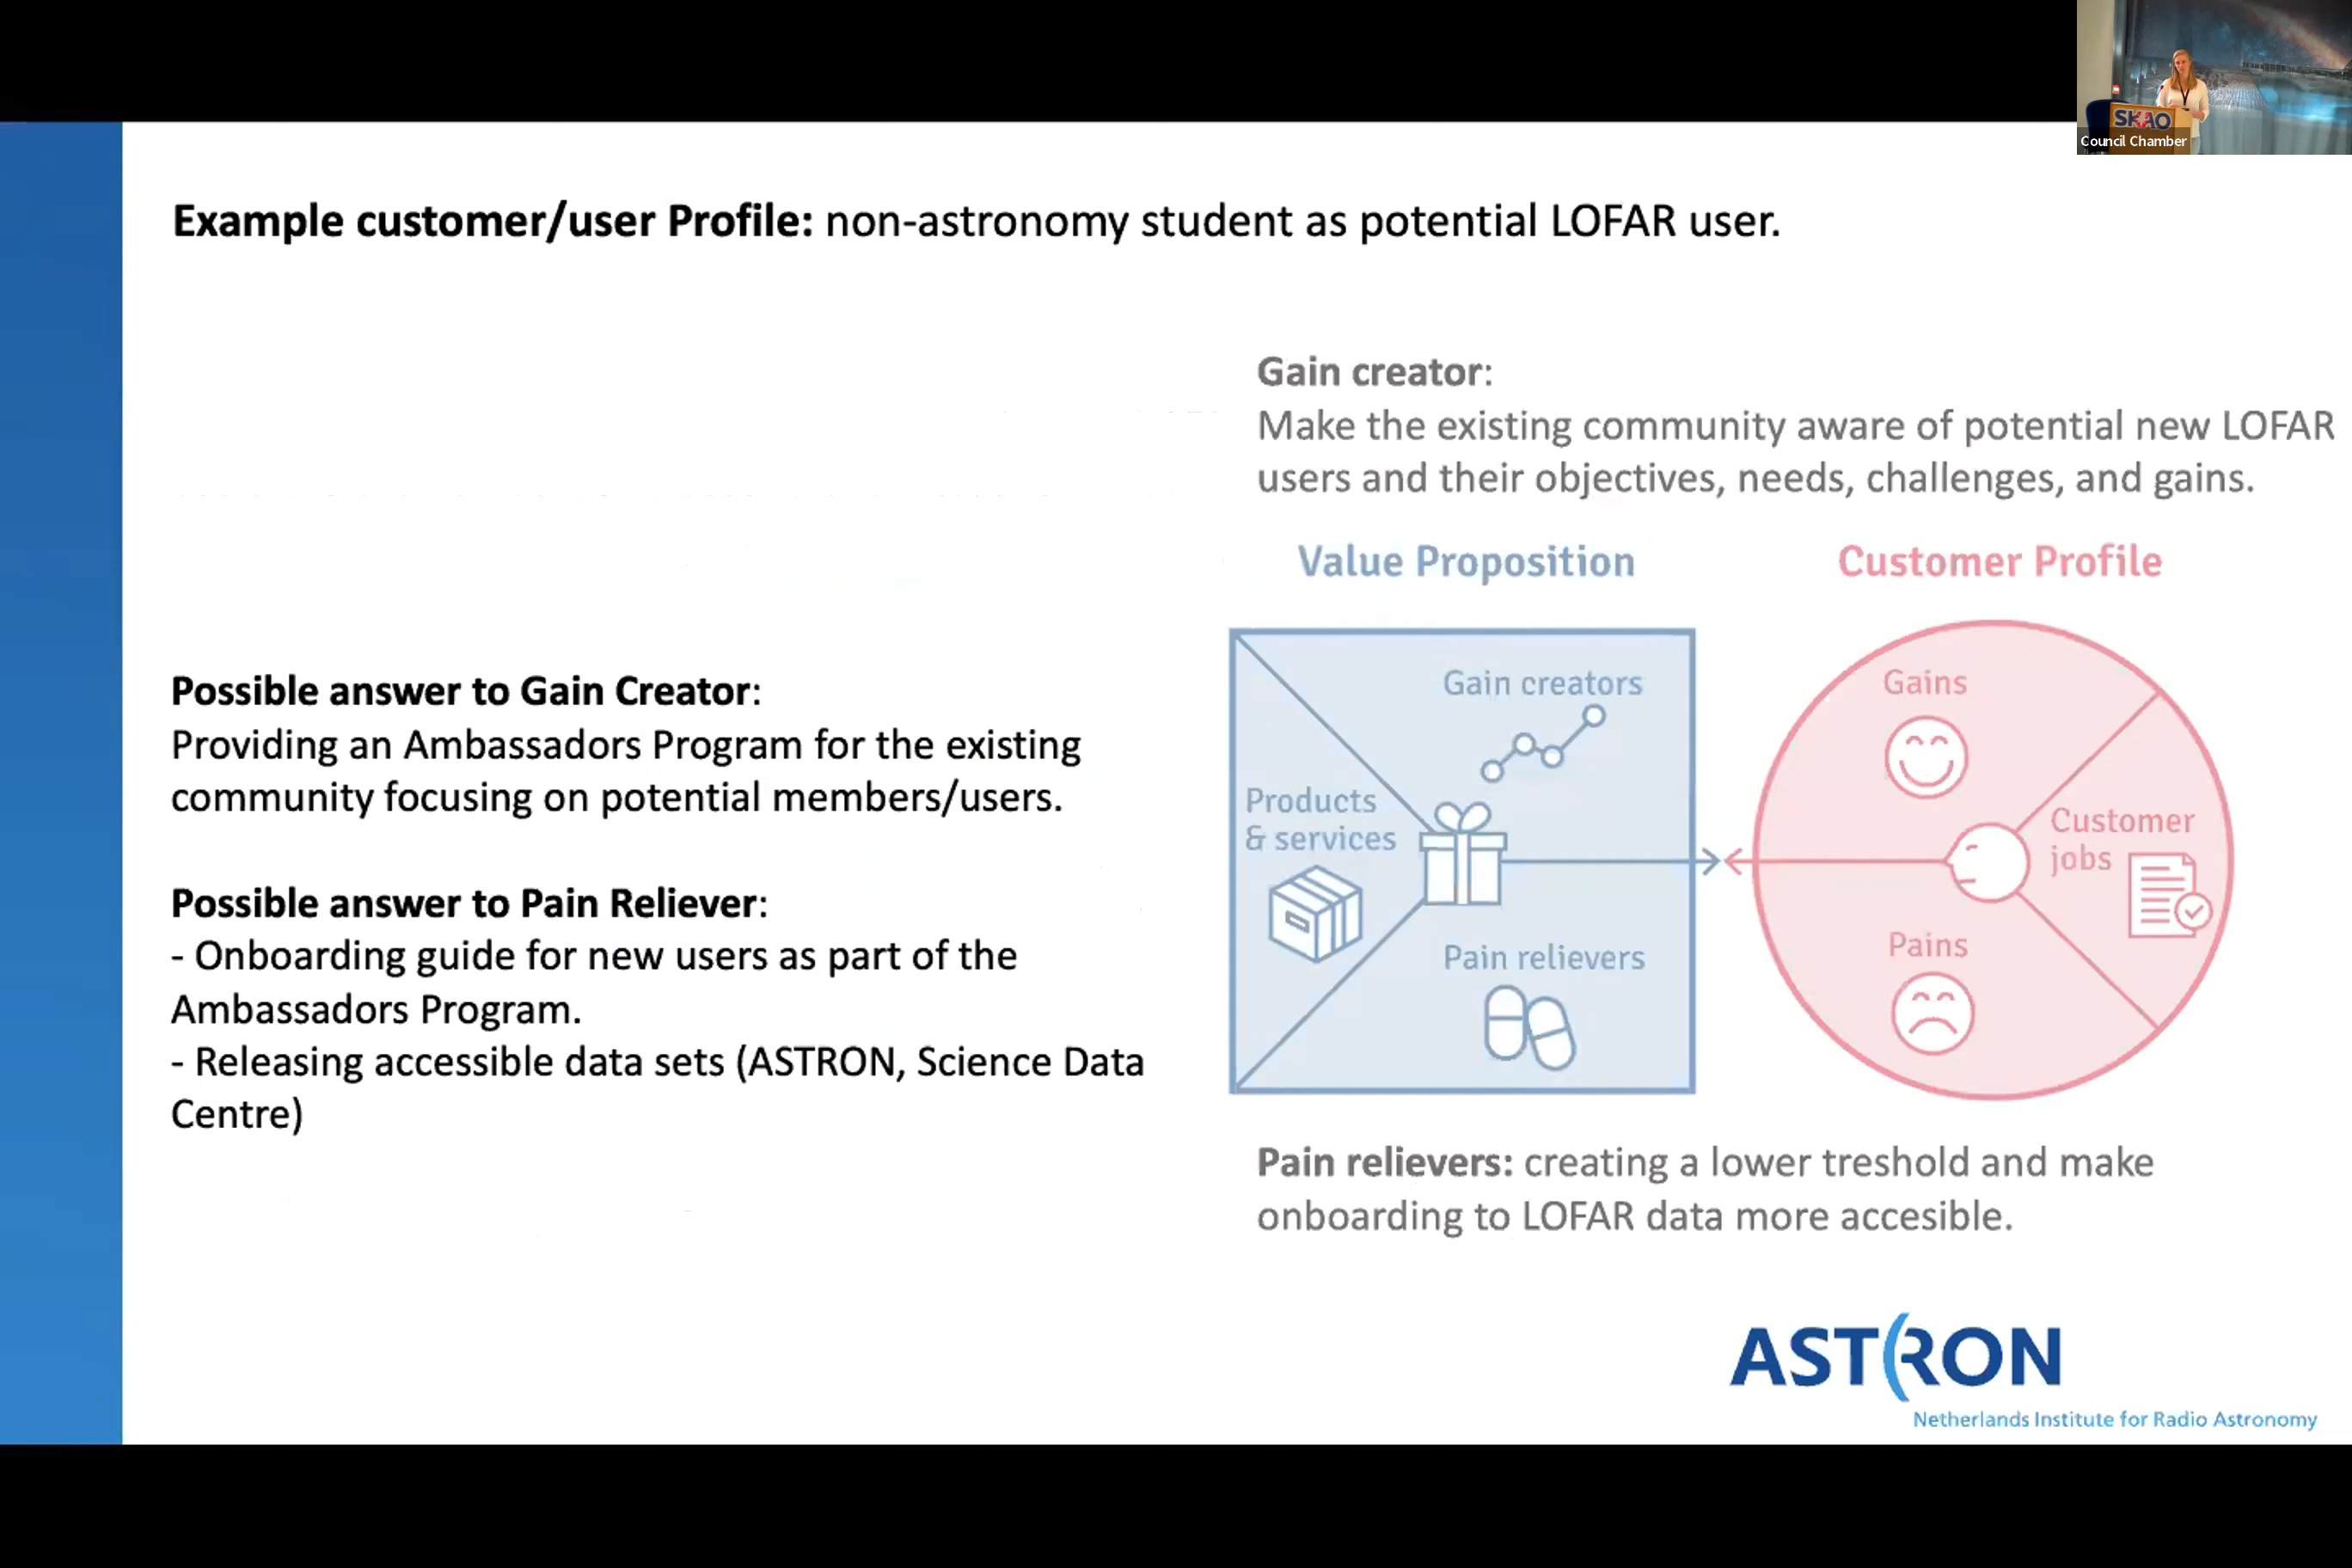 SKAO
Council Chamber
Example customer/user Profile: non-astronomy student as potential LOFAR user.
Gain creator:
Make the existing community aware of potential new LOFAR
users and their objectives, needs, challenges, and gains.
Value Proposition
Customer Profile
Gain creators
Products
& services
Pain relievers
Gains
Customer
jobs
Pains
Possible answer to Gain Creator:
Providing an Ambassadors Program for the existing
community focusing on potential members/users.
Possible answer to Pain Reliever:
- Onboarding guide for new users as part of the
Ambassadors Program.
- Releasing accessible data sets (ASTRON, Science Data
Centre)
Pain relievers: creating a lower treshold and make
onboarding to LOFAR data more accesible.
ASTRON
Netherlands Institute for Radio Astronomy